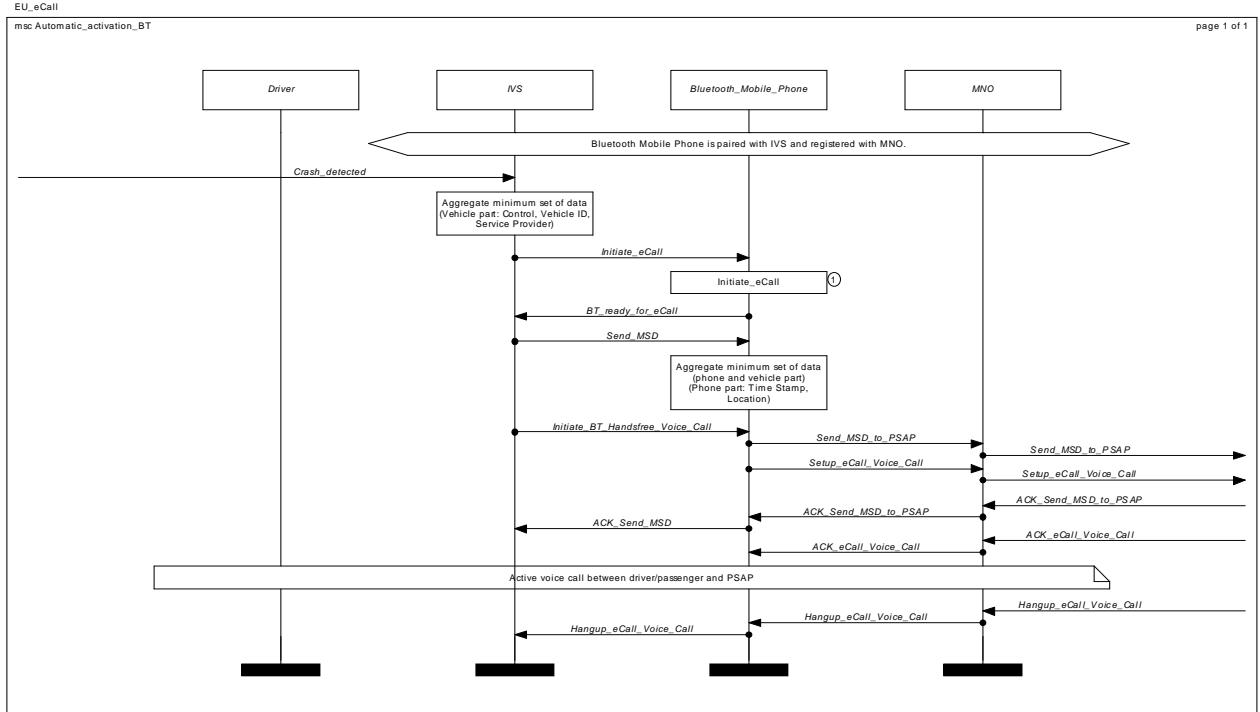 EU_eCall
msc Automatic_activation_BT
page 1 of 1
Driver
IVS
Bluetooth_Mobile_Phone
MNO
Bluetooth Mobile Phone is paired with IVS and registered with MNO.
Crash_detected
Aggregate minimum set of data
(Vehicle part: Control, Vehicle ID,
Service Provider)
Initiate_eCall
Initiate_eCall
1
BT_ready_for_eCall
Send_MSD
Aggregate minimum set of data
(phone and vehicle part)
(Phone part: Time Stamp,
Location)
Initiate_BT_Handsfree_Voice_Call
Send_MSD_to_PSAP
Send_MSD_to_PSAP
Setup_eCall_Voice_Call
Setup_eCall_Voice_Call
ACK_Send_MSD_to_PSAP
ACK_Send_MSD_to_PSAP
ACK_Send_MSD
ACK_eCall_Voice_Call
ACK_eCall_Voice_Call
Active voice call between driver/passenger and PSAP
Hangup_eCall_Voice_Call
Hangup_eCall_Voice_Call
Hangup_eCall_Voice_Call